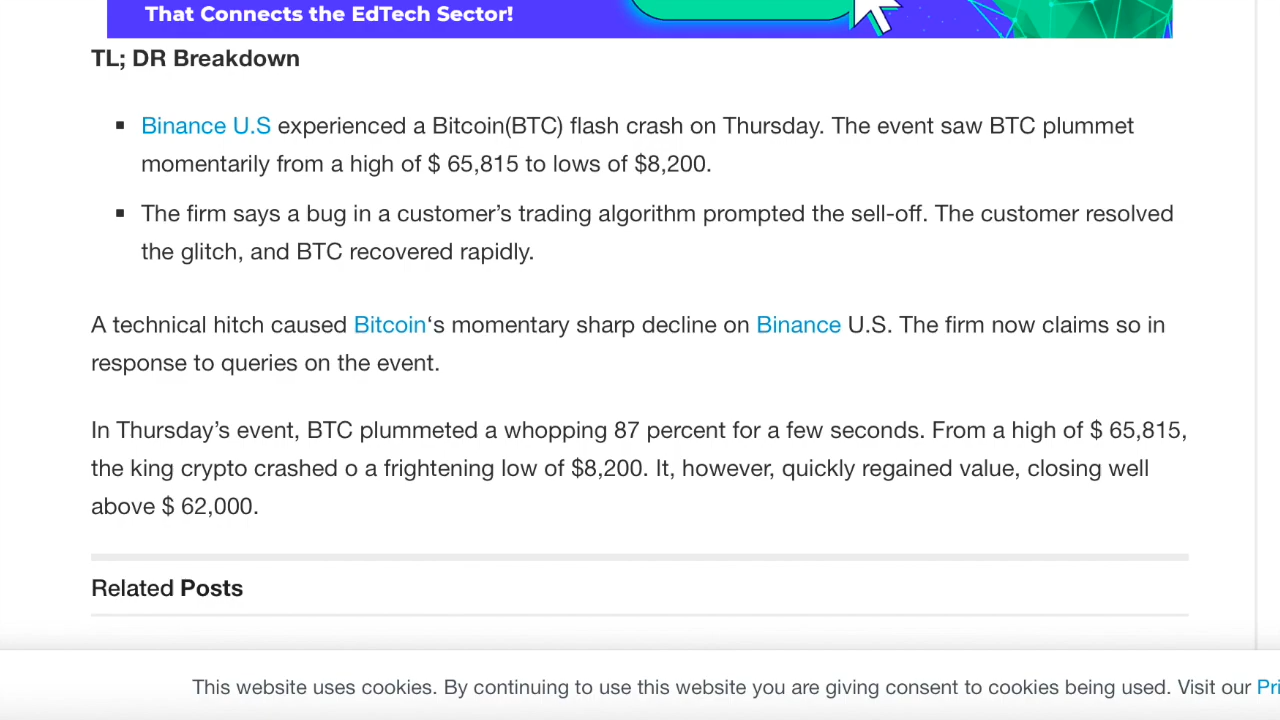 That Connects the EdTech Sector!
TL; DR Breakdown
▪ Binance U.S experienced a Bitcoin(BTC) flash crash on Thursday. The event saw BTC plummet
momentarily from a high of $ 65,815 to lows of $8,200.
▪ The firm says a bug in a customer’s trading algorithm prompted the sell-off. The customer resolved
the glitch, and BTC recovered rapidly.
A technical hitch caused Bitcoin‘s momentary sharp decline on Binance U.S. The firm now claims so in
response to queries on the event.
In Thursday’s event, BTC plummeted a whopping 87 percent for a few seconds. From a high of $ 65,815,
the king crypto crashed o a frightening low of $8,200. It, however, quickly regained value, closing well
above $ 62,000.
Related Posts
This website uses cookies. By continuing to use this website you are giving consent to cookies being used. Visit our Pri